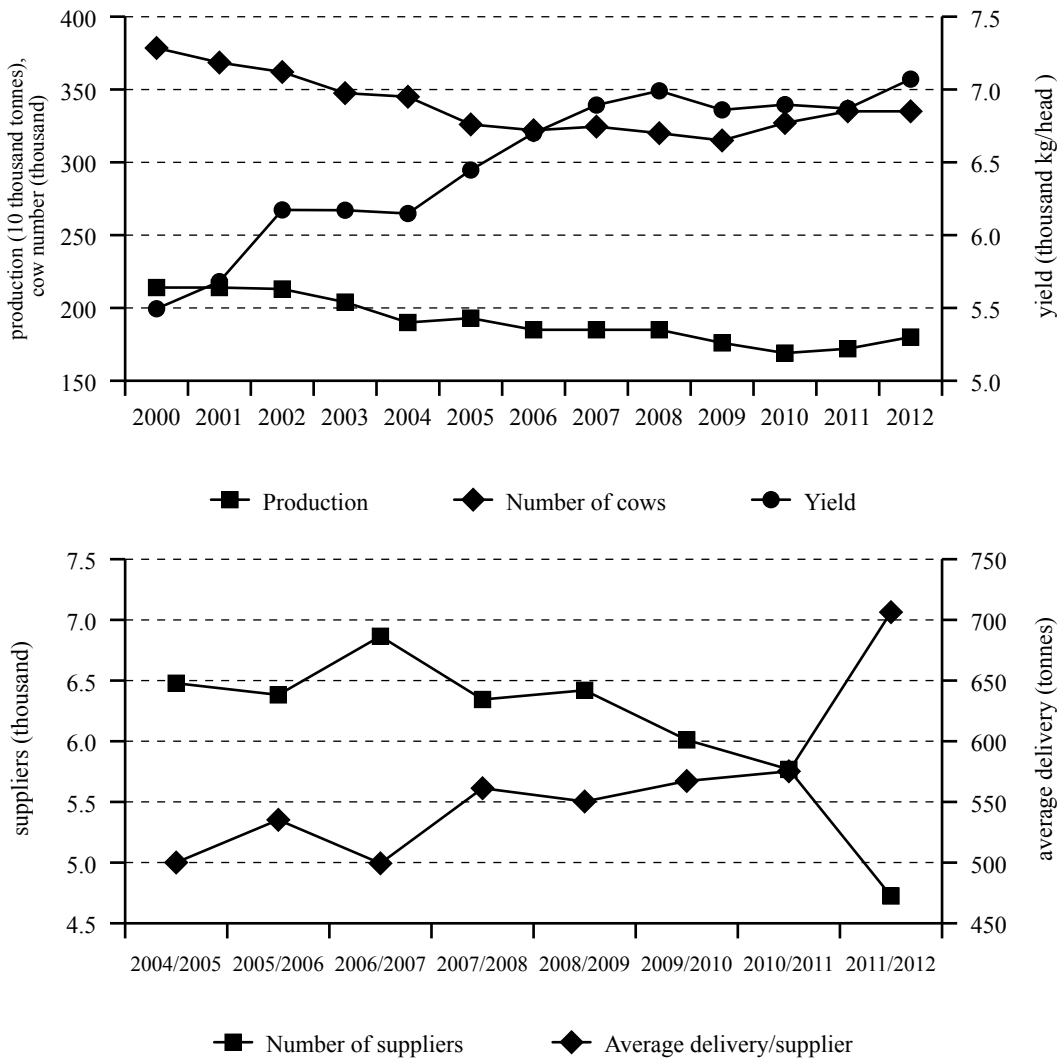 production (10 thousand tonnes),
cow number (thousand)
400
350
300
250
200
150
7.5
7.0
6.5
6.0
5.5
5.0
yield (thousand kg/head )
2000 2001 2002 2003 2004 2005 2006 2007 2008 2009 2010 2011 2012
Production Number of cows Yield
suppliers (thousand)
7.5
7.0
6.5
6.0
5.5
5.0
4.5
750
700
650
600
550
500
450
average delivery (tonnes)
2004/2005 2005/2006 2006/2007 2007/2008 2008/2009 2009/2010 2010/2011 2011/2012
Number of suppliers Average delivery/supplier